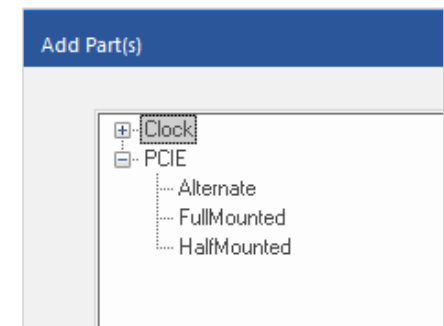 Add Part(s)
Clock
PCIE
Alternate
FullMounted
HalfMounted